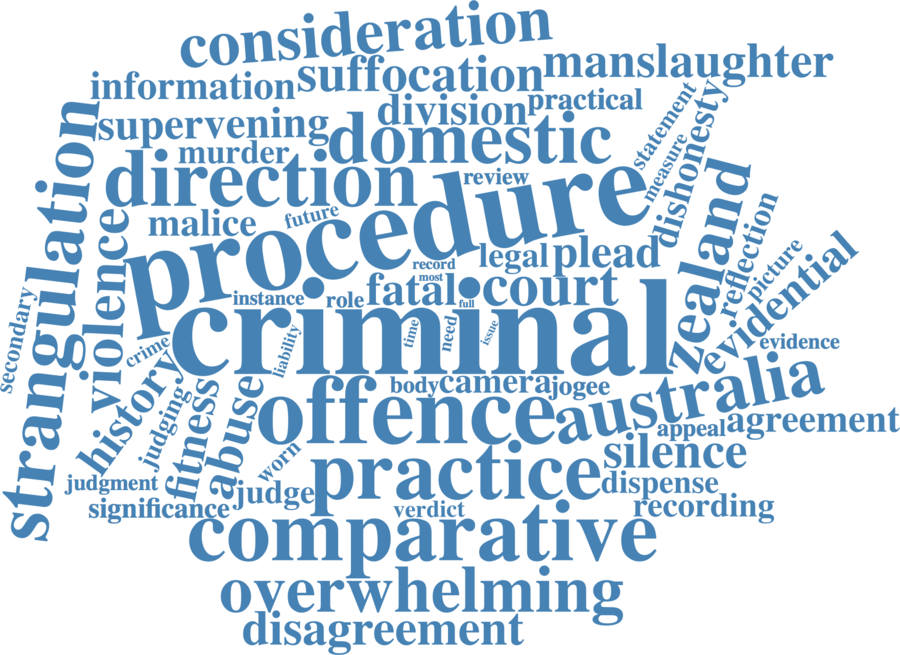 consideration
information
suffocation
manslaughter
supervening
division
practical
statement
domestic
murder
direction
review
measure
dishonesty
strangulation
malice
future
procedure
legal
plead
zealand
violence
record
most
reflection
instance
role
fatal
full
court
picture
secondary
criminal
time
need
issue
evidential
crime
liability
evidence
history
judging
fitness
abuse
body
camera
jogee
offence
australia
appeal
agreement
worn
silence
judgment
judge
practice
dispense
significance
verdict
recording
comparative
overwhelming
disagreement